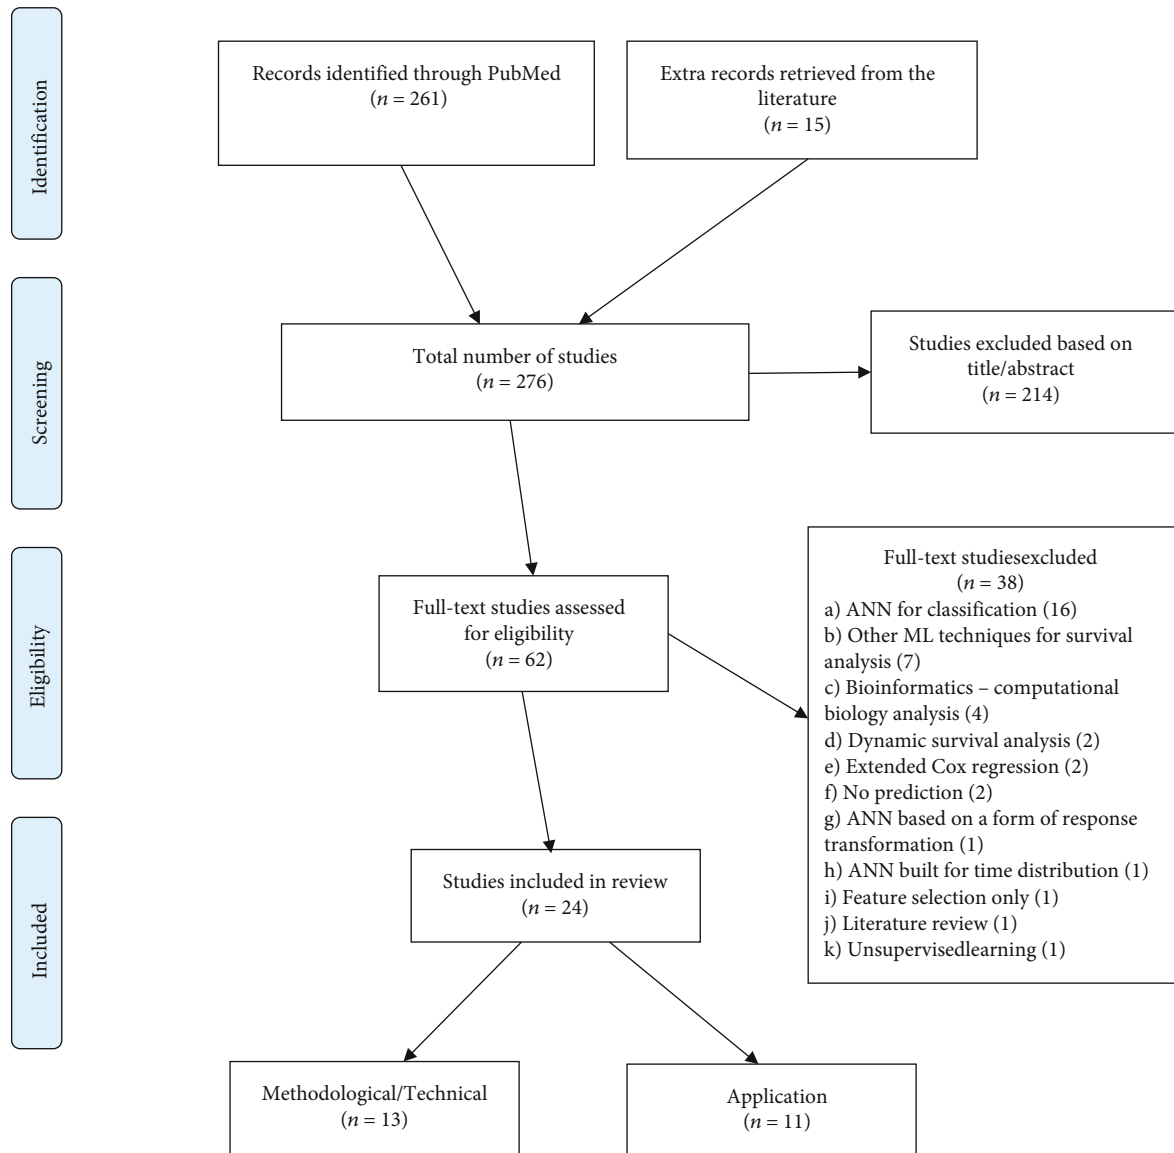 Identification
Records identified through PubMed
(n = 261)
Extra records retrieved from the
literature
(n = 15)
Screening
Total number of studies
(n = 276)
Studies excluded based on
title/abstract
(n = 214)
Eligibility
Full-text studies assessed
for eligibility
(n = 62)
Full-text studiesexcluded
(n = 38)
a) ANN for classification (16)
b) Other ML techniques for survival
analysis (7)
c) Bioinformatics – computational
biology analysis (4)
d) Dynamic survival analysis (2)
e) Extended Cox regression (2)
f) No prediction (2)
g) ANN based on a form of response
transformation (1)
h) ANN built for time distribution (1)
i) Feature selection only (1)
j) Literature review (1)
k) Unsupervisedlearning (1)
Included
Studies included in review
(n = 24)
Methodological/Technical
(n = 13)
Application
(n = 11)